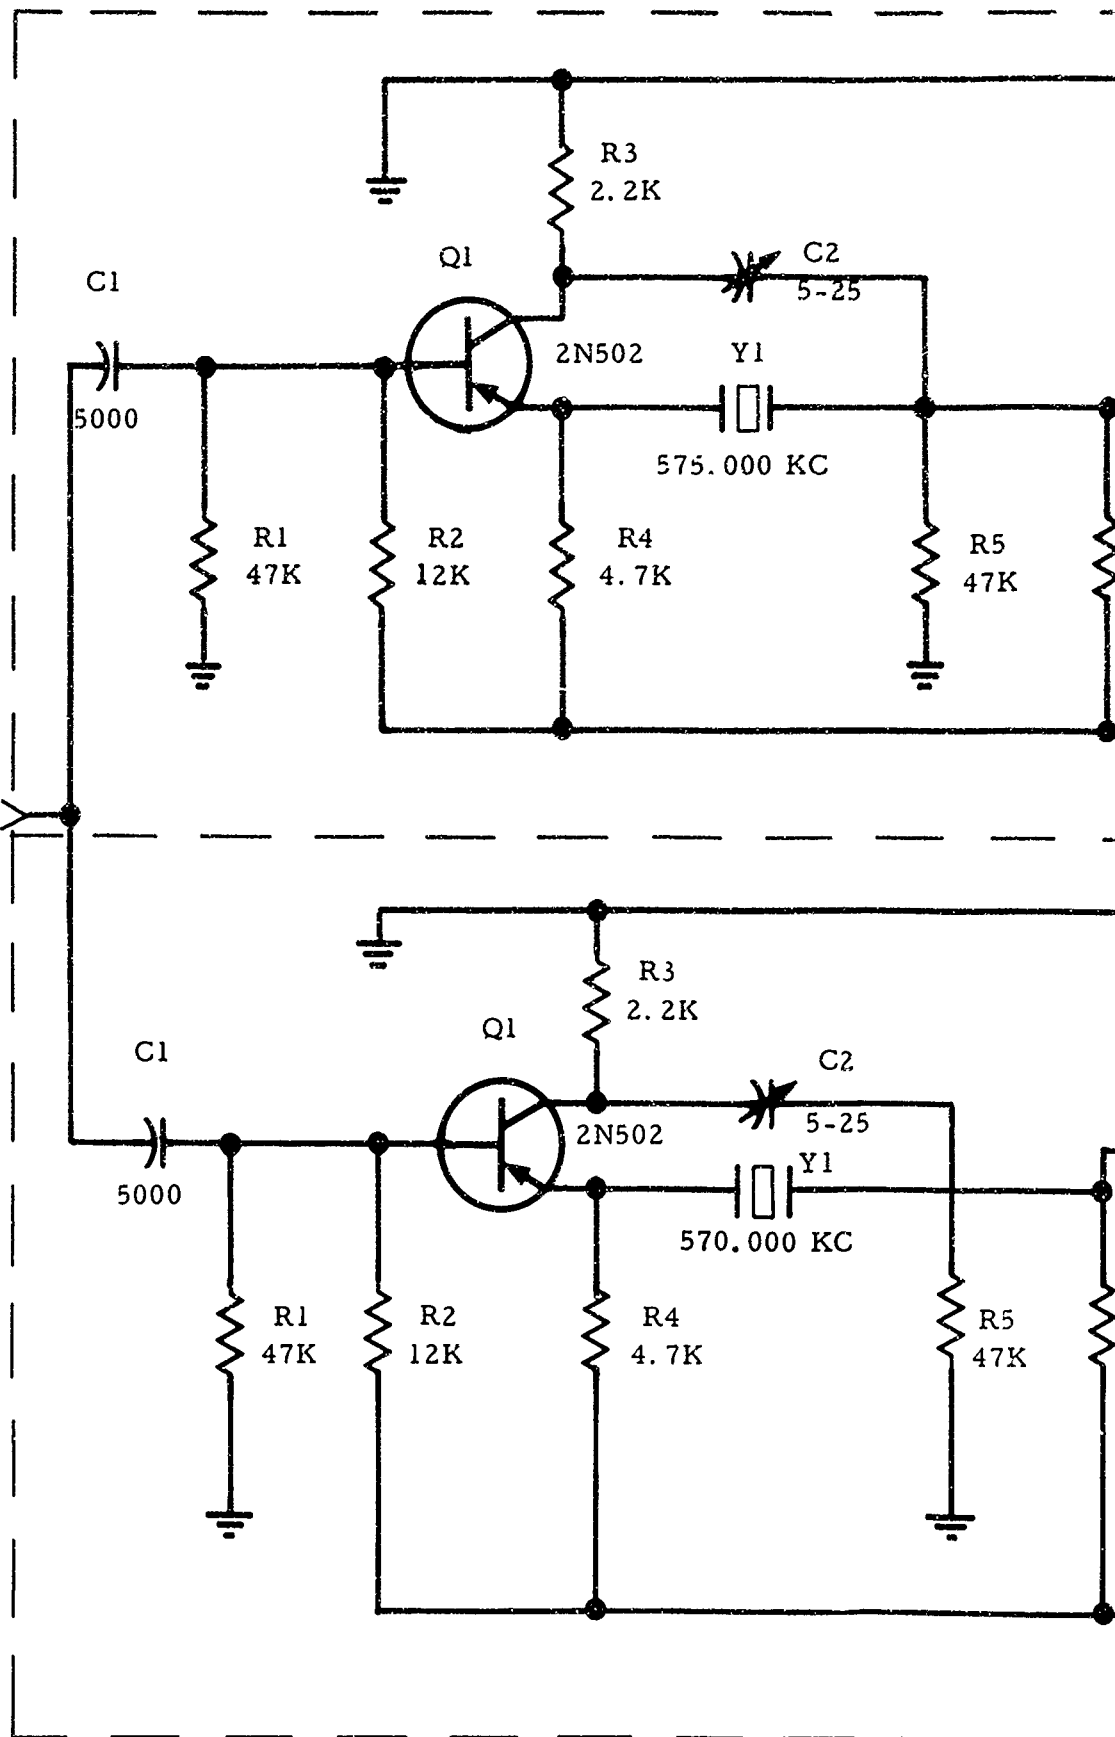 R3
2.2K
Q1
C2
5-25
C1
2N502
Y1
5000
575.000 KC
R1
47K
R2
12K
R4
4.7K
R5
47K
R3
2.2K
Q1
C1
C2
5-25
2N502
Y1
5000
570.000 KC
R1
47K
R2
12K
R4
4.7K
R5
47K